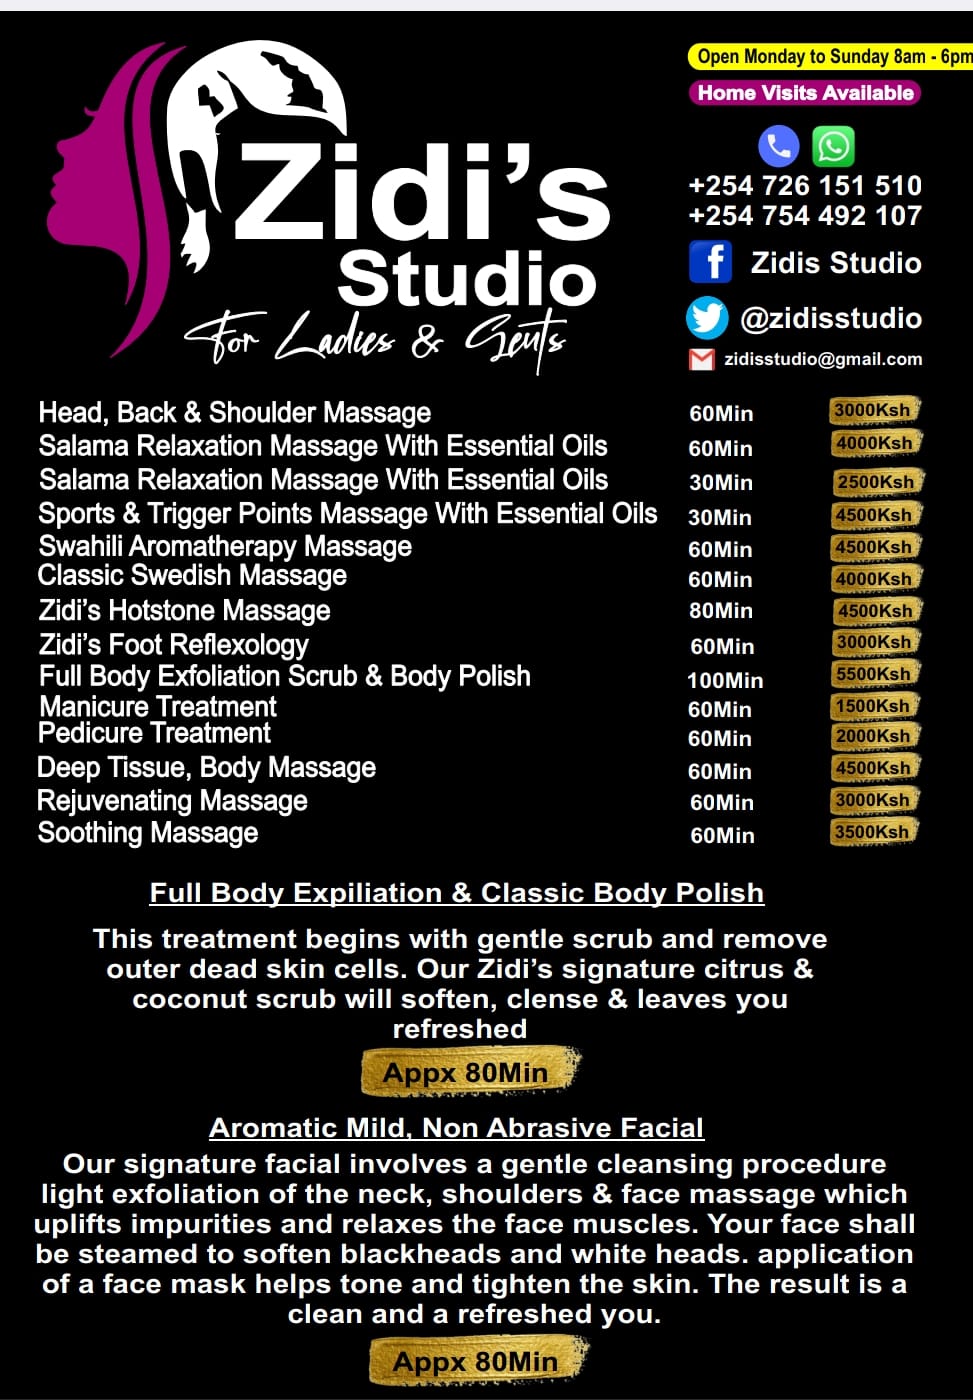 Open Monday to Sunday 8am - 6pm
Home Visits Available
Zidi's
Studio
For Ladies & Gents
+254 726 151 510
+254 754 492 107
f Zidis Studio
@zidisstudio
zidisstudio@gmail.com
Head, Back & Shoulder Massage 60Min 3000Ksh
Salama Relaxation Massage With Essential Oils 60Min 4000Ksh
Salama Relaxation Massage With Essential Oils 30Min 2500Ksh
Sports & Trigger Points Massage With Essential Oils 30Min 4500Ksh
Swahili Aromatherapy Massage 60Min 4500Ksh
Classic Swedish Massage 60Min 4000Ksh
Zidi's Hotstone Massage 80Min 4500Ksh
Zidi's Foot Reflexology 60Min 3000Ksh
Full Body Exfoliation Scrub & Body Polish 100Min 5500Ksh
Manicure Treatment 60Min 1500Ksh
Pedicure Treatment 60Min 2000Ksh
Deep Tissue, Body Massage 60Min 4500Ksh
Rejuvenating Massage 60Min 3000Ksh
Soothing Massage 60Min 3500Ksh
Full Body Expiliation & Classic Body Polish
This treatment begins with gentle scrub and remove
outer dead skin cells. Our Zidi's signature citrus &
coconut scrub will soften, clense & leaves you
refreshed
Appx 80Min
Aromatic Mild, Non Abrasive Facial
Our signature facial involves a gentle cleansing procedure
light exfoliation of the neck, shoulders & face massage which
uplifts impurities and relaxes the face muscles. Your face shall
be steamed to soften blackheads and white heads. application
of a face mask helps tone and tighten the skin. The result is a
clean and a refreshed you.
Appx 80Min